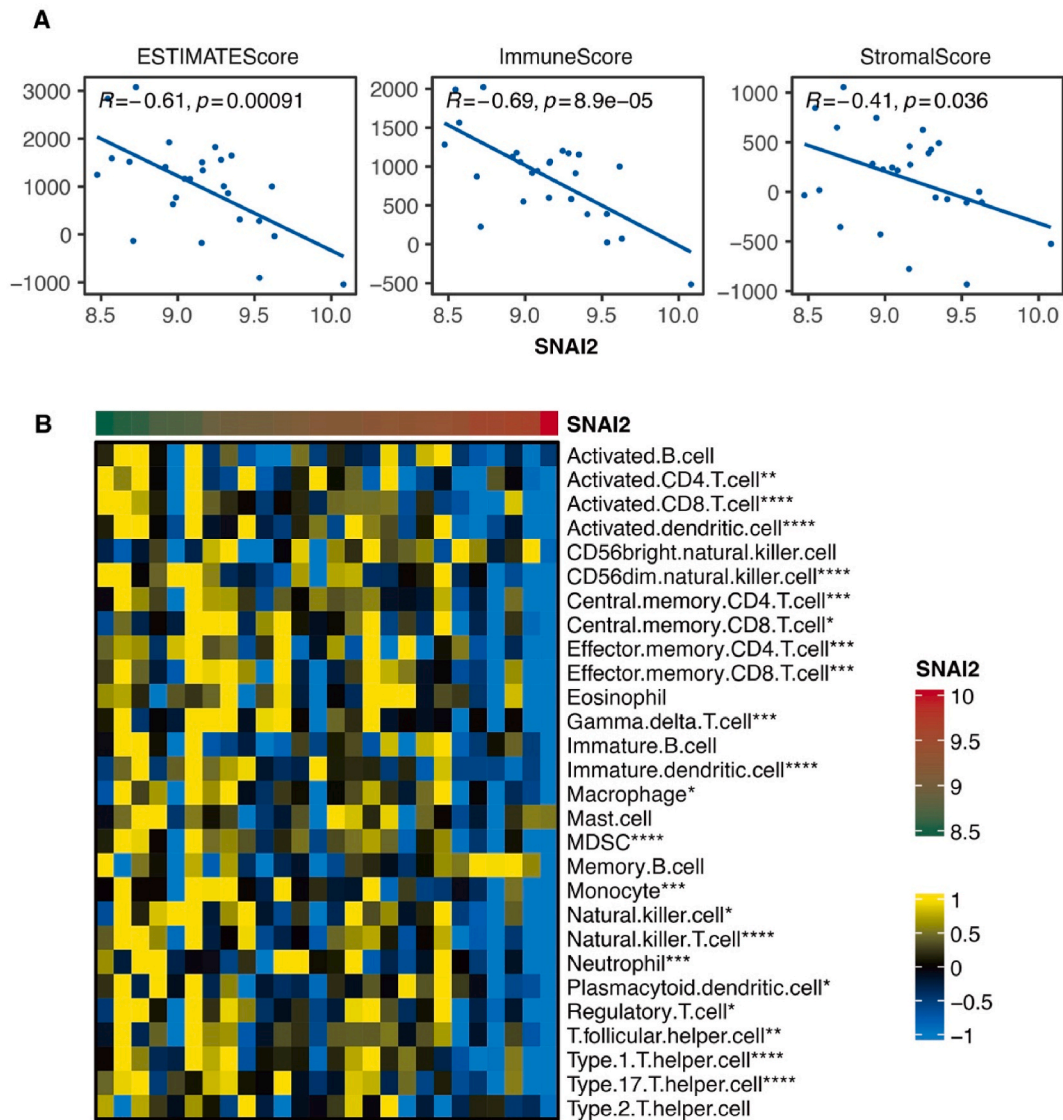 A
ESTIMATEScore
ImmuneScore
StromalScore
R=−0.61, p=0.00091
R=−0.69, p=8.9e−05
R=−0.41, p=0.036
3000
2000
1000
0
−1000
2000
1500
1000
500
0
−500
1000
500
0
−500
−1000
8.5 9.0 9.5 10.0
8.5 9.0 9.5 10.0
8.5 9.0 9.5 10.0
SNAI2
B
SNAI2
Activated.B.cell
Activated.CD4.T.cell**
Activated.CD8.T.cell****
Activated.dendritic.cell****
CD56bright.natural.killer.cell
CD56dim.natural.killer.cell****
Central.memory.CD4.T.cell***
Central.memory.CD8.T.cell*
Effector.memory.CD4.T.cell***
Effector.memory.CD8.T.cell***
Eosinophil
Gamma.delta.T.cell***
Immature.B.cell
Immature.dendritic.cell****
Macrophage*
Mast.cell
MDSC****
Memory.B.cell
Monocyte***
Natural.killer.cell*
Natural.killer.T.cell****
Neutrophil***
Plasmacytoid.dendritic.cell*
Regulatory.T.cell*
T.follicular.helper.cell**
Type.1.T.helper.cell****
Type.17.T.helper.cell****
Type.2.T.helper.cell
SNAI2
10
9.5
9
8.5
1
0.5
0
−0.5
−1